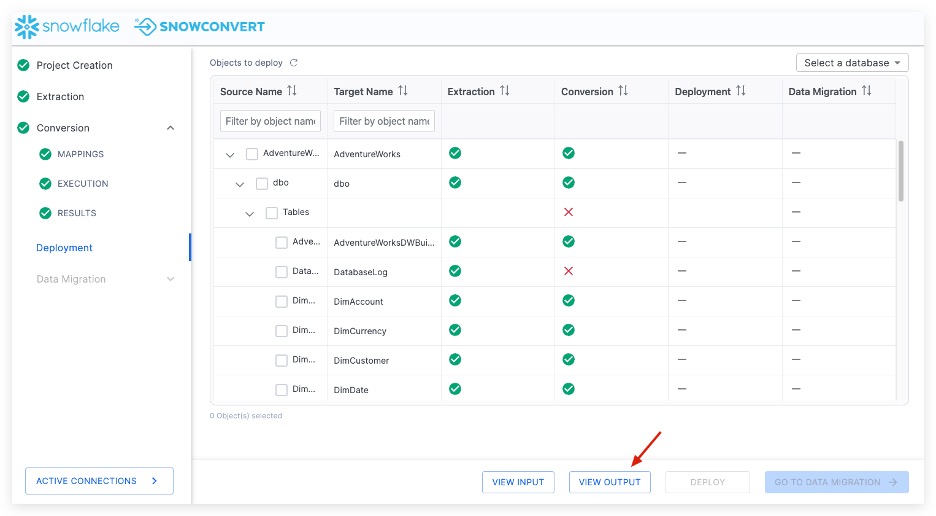 snowflake SNOWCONVERT
Project Creation
Extraction
Conversion
MAPPINGS
EXECUTION
RESULTS
Deployment
Data Migration
ACTIVE CONNECTIONS
Objects to deploy
Select a database
Source Name Target Name Extraction Conversion Deployment Data Migration
Filter by object name Filter by object name
AdventureW... AdventureWorks
dbo dbo
Tables
Adve... AdventureWorksDWBui...
Data... DatabaseLog
Dim... DimAccount
Dim... DimCurrency
Dim... DimCustomer
Dim... DimDate
0 Object(s) selected
VIEW INPUT VIEW OUTPUT DEPLOY GO TO DATA MIGRATION